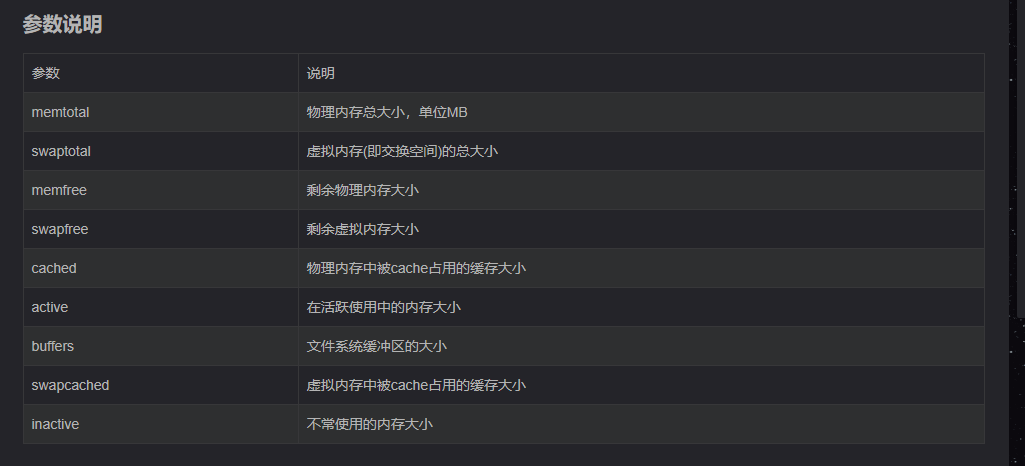 参数说明
参数 说明
memtotal 物理内存总大小，单位MB
swaptotal 虚拟内存(即交换空间)的总大小
memfree 剩余物理内存大小
swapfree 剩余虚拟内存大小
cached 物理内存中被cache占用的缓存大小
active 在活跃使用中的内存大小
buffers 文件系统缓冲区的大小
swapcached 虚拟内存中被cache占用的缓存大小
inactive 不常使用的内存大小